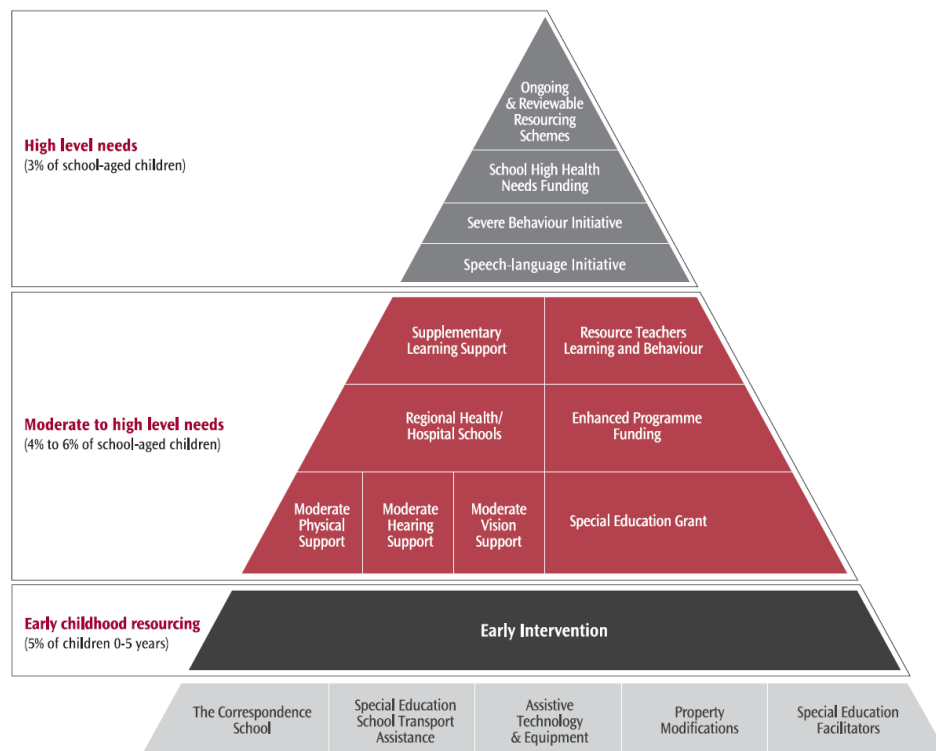 High level needs
(3% of school-aged children)
Ongoing
& Reviewable
Resourcing
Schemes
School High Health
Needs Funding
Severe Behaviour Initiative
Speech-language Initiative
Moderate to high level needs
(4% to 6% of school-aged children)
Supplementary
Learning Support
Resource Teachers
Learning and Behaviour
Regional Health/
Hospital Schools
Enhanced Programme
Funding
Moderate
Physical
Support
Moderate
Hearing
Support
Moderate
Vision
Support
Special Education Grant
Early childhood resourcing
(5% of children 0-5 years)
Early Intervention
The Correspondence
School
Special Education
School Transport
Assistance
Assistive
Technology
& Equipment
Property
Modifications
Special Education
Facilitators